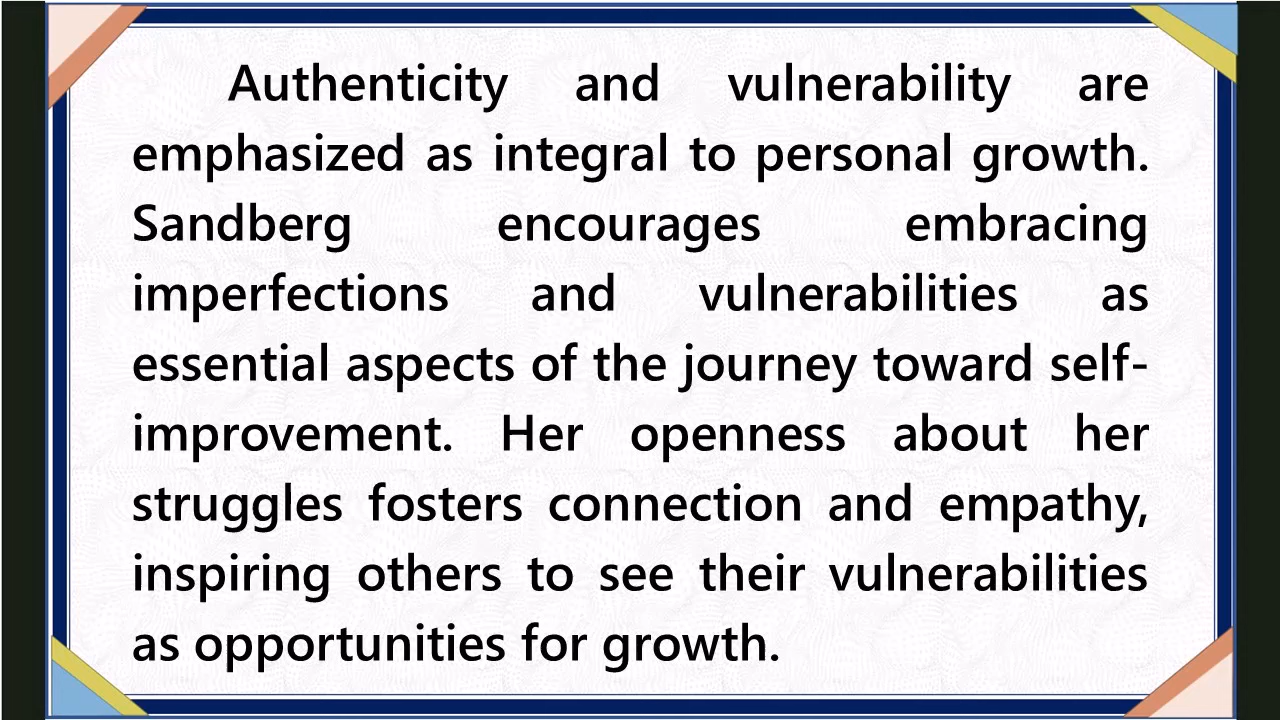 Authenticity and vulnerability are
emphasized as integral to personal growth.
Sandberg encourages embracing
imperfections and vulnerabilities as
essential aspects of the journey toward self-
improvement. Her openness about her
struggles fosters connection and empathy,
inspiring others to see their vulnerabilities
as opportunities for growth.